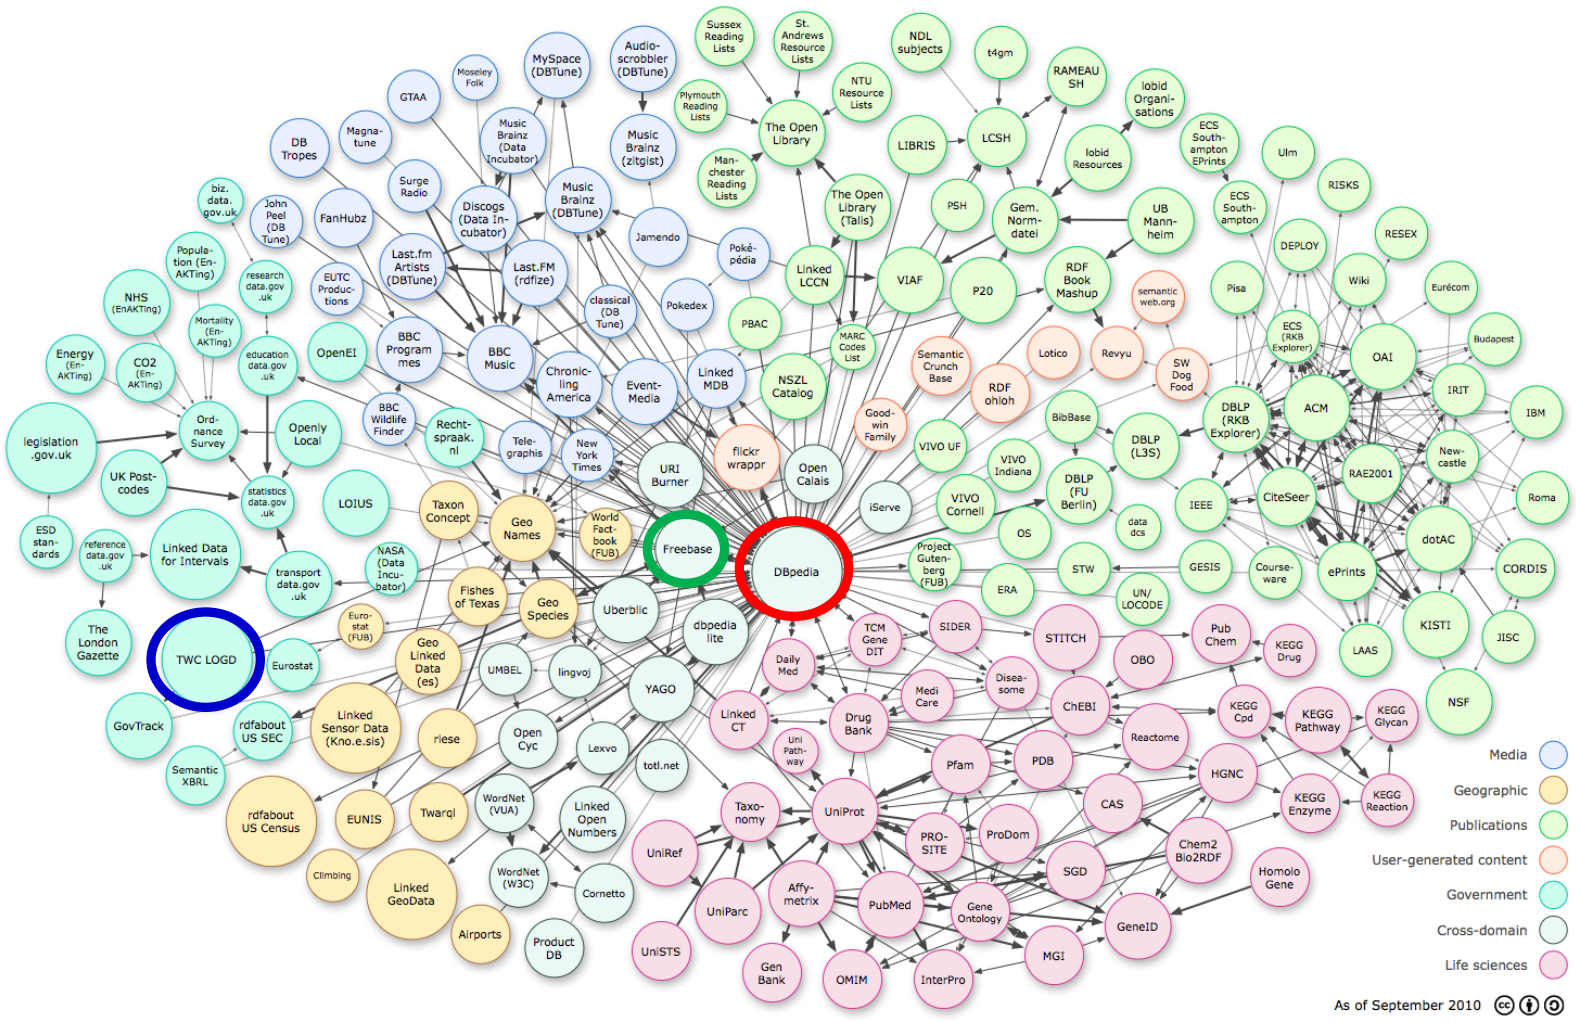 Sussex
Reading
Lists
St.
Andrews
Resource
Lists
NDL
subjects
t4gm
RAMEAU
SH
lobid
Organi-
sations
Audio-
scrobbler
(DBTune)
MySpace
(DBTune)
Moseley
Folk
GTAA
Plymouth
Reading
Lists
NTU
Resource
Lists
The Open
Library
LCSH
LIBRIS
lobid
Resources
ECS
South-
ampton
EPrints
Ulm
Music
Brainz
(Data
Incubator)
Music
Brainz
(zitgist)
Magna-
tune
DB
Tropes
Man-
chester
Reading
Lists
RISKS
Surge
Radio
Music
Brainz
(DBTune)
The Open
Library
(Talis)
PSH
Gem.
Norm-
datei
UB
Mann-
heim
ECS
South-
ampton
biz.
data.
gov.uk
John
Peel
(DB
Tune)
FanHubz
Discogs
(Data In-
cubator)
Jamendo
RESEX
DEPLOY
Popula-
tion (En-
AKTing)
Last.fm
Artists
(DBTune)
Last.FM
(rdfize)
Poké-
pédia
Linked
LCCN
VIAF
P20
RDF
Book
Mashup
Wiki
research
data.gov
.uk
EUTC
Produc-
tions
semantic
web.org
Pisa
Eurécom
NHS
(EnAKTing)
classical
(DB
Tune)
Pokedex
PBAC
MARC
Codes
List
Mortality
(En-
AKTing)
BBC
Program
mes
BBC
Music
ECS
(RKB
Explorer)
Budapest
OAI
Energy
(En-
AKTing)
CO2
(En-
AKTing)
education
data.gov
.uk
OpenEI
Chronic-
ling
America
Event-
Media
Linked
MDB
NSZL
Catalog
Semantic
Crunch
Base
Lotico
Revyu
SW
Dog
Food
RDF
ohloh
IRIT
DBLP
(RKB
Explorer)
ACM
IBM
BBC
Wildlife
Finder
Good-
win
Family
BibBase
Ord-
nance
Survey
Openly
Local
Recht-
spraak.
nl
Tele-
graphis
New
York
Times
flickr
wrappr
VIVO UF
DBLP
(L3S)
legislation
.gov.uk
URI
Burner
Open
Calais
VIVO
Indiana
New-
castle
RAE2001
UK Post-
codes
statistics
data.gov
.uk
LOIUS
VIVO
Cornell
DBLP
(FU
Berlin)
IEEE
CiteSeer
Roma
Taxon
Concept
Geo
Names
World
Fact-
book
(FUB)
iServe
data
dcs
OS
ESD
stan-
dards
reference
data.gov
.uk
Linked Data
for Intervals
Freebase
DBpedia
Project
Guten-
berg
(FUB)
STW
GESIS
Course-
ware
ePrints
dotAC
CORDIS
NASA
(Data
Incu-
bator)
transport
data.gov
.uk
Fishes
of Texas
Geo
Species
Uberblic
ERA
UN/
LOCODE
The
London
Gazette
Euro-
stat
(FUB)
dbpedia
lite
TCM
Gene
DIT
SIDER
STITCH
Pub
Chem
KISTI
JISC
TWC LOGD
Eurostat
Geo
Linked
Data
(es)
UMBEL
lingvoj
YAGO
Daily
Med
Disea-
some
OBO
KEGG
Drug
LAAS
GovTrack
rdfabout
US SEC
Linked
Sensor Data
(Kno.e.sis)
riese
Open
Cyc
Lexvo
Linked
CT
Medi
Care
Drug
Bank
ChEBI
KEGG
Cpd
KEGG
Pathway
KEGG
Glycan
NSF
Uni
Path-
way
Reactome
Semantic
XBRL
totl.net
Pfam
PDB
HGNC
Media
rdfabout
US Census
EUNIS
Twarql
WordNet
(VUA)
Linked
Open
Numbers
Taxo-
nomy
UniProt
CAS
KEGG
Enzyme
KEGG
Reaction
Geographic
PRO-
SITE
ProDom
Publications
Climbing
WordNet
(W3C)
UniRef
Chem2
Bio2RDF
User-generated content
Linked
GeoData
Cornetto
Affy-
metrix
SGD
Homolo
Gene
Government
UniParc
PubMed
Gene
Ontology
GeneID
Airports
Product
DB
UniSTS
MGI
Cross-domain
Gen
Bank
OMIM
InterPro
Life sciences
As of September 2010
cc